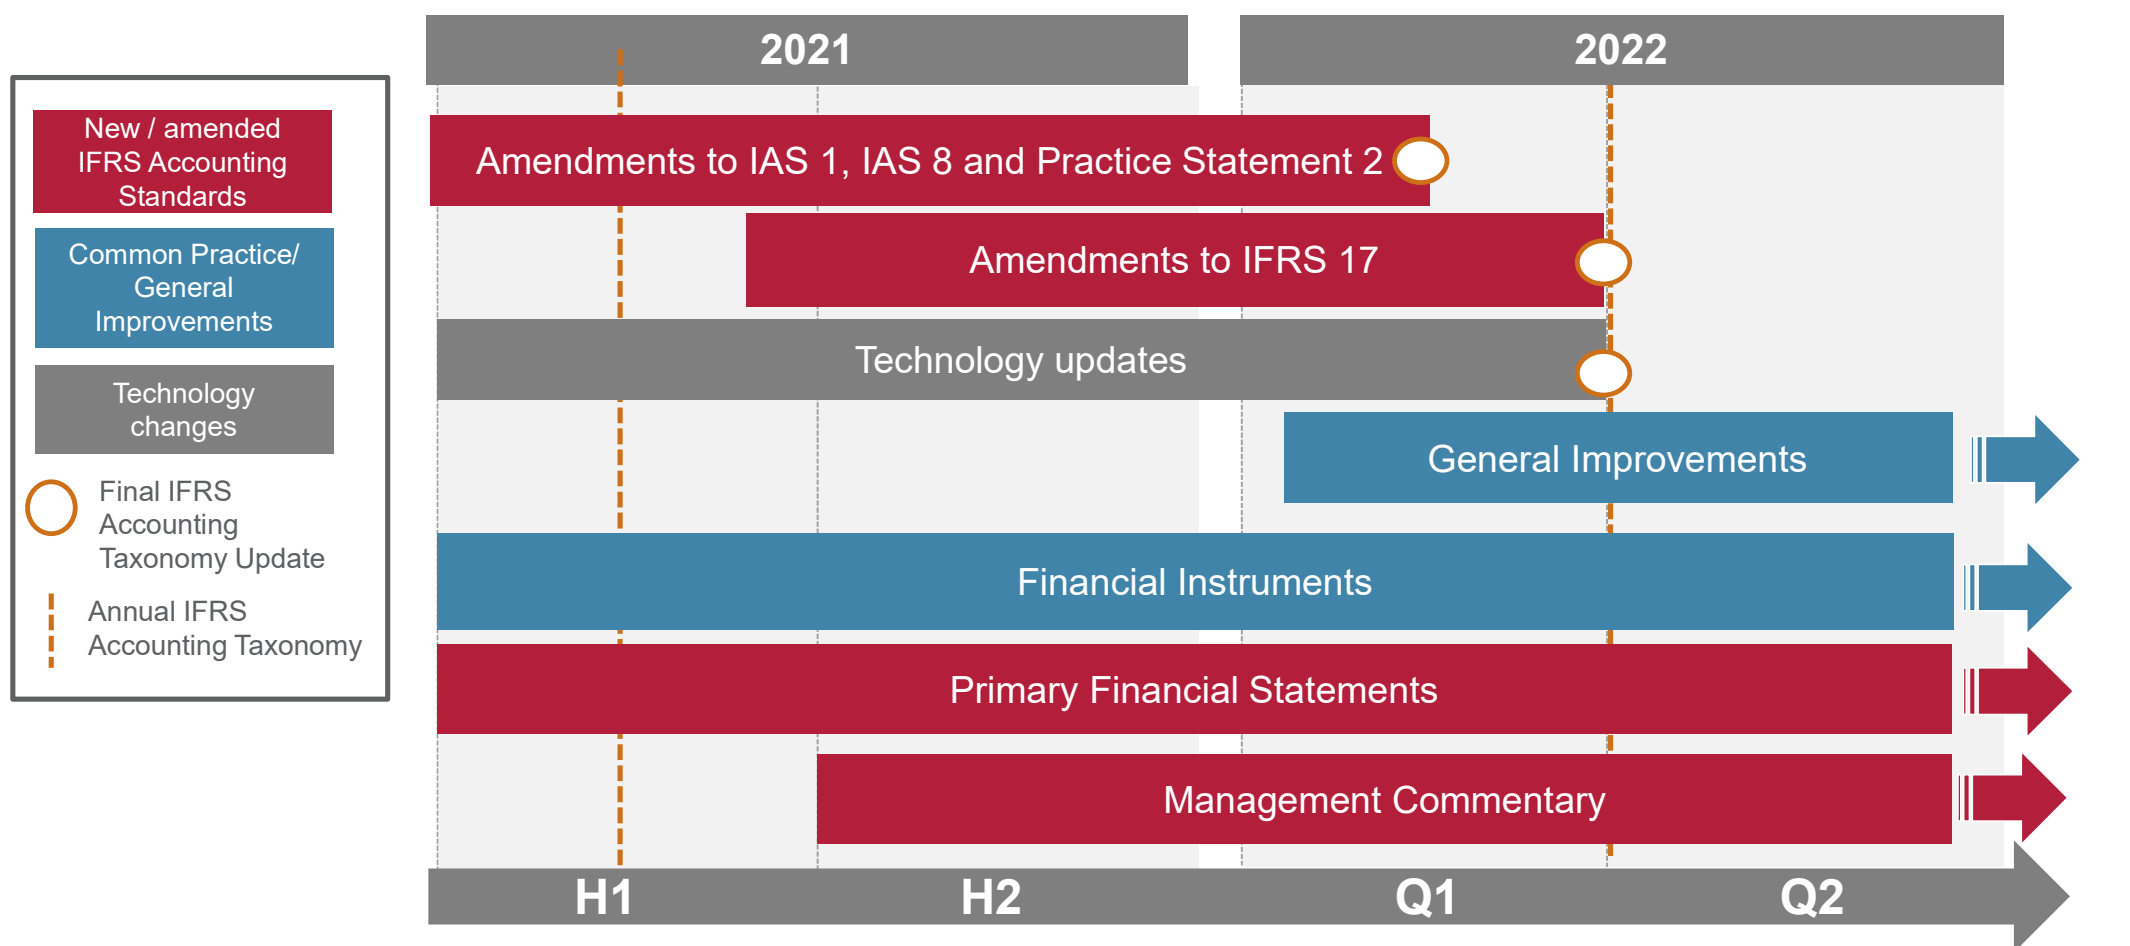 2021
2022
New / amended
IFRS Accounting
Standards
Common Practice/
General
Improvements
Technology
changes
Final IFRS
Accounting
Taxonomy Update
Annual IFRS
Accounting Taxonomy
Amendments to IAS 1, IAS 8 and Practice Statement 2
Amendments to IFRS 17
Technology updates
General Improvements
Financial Instruments
Primary Financial Statements
Management Commentary
H1
H2
Q1
Q2